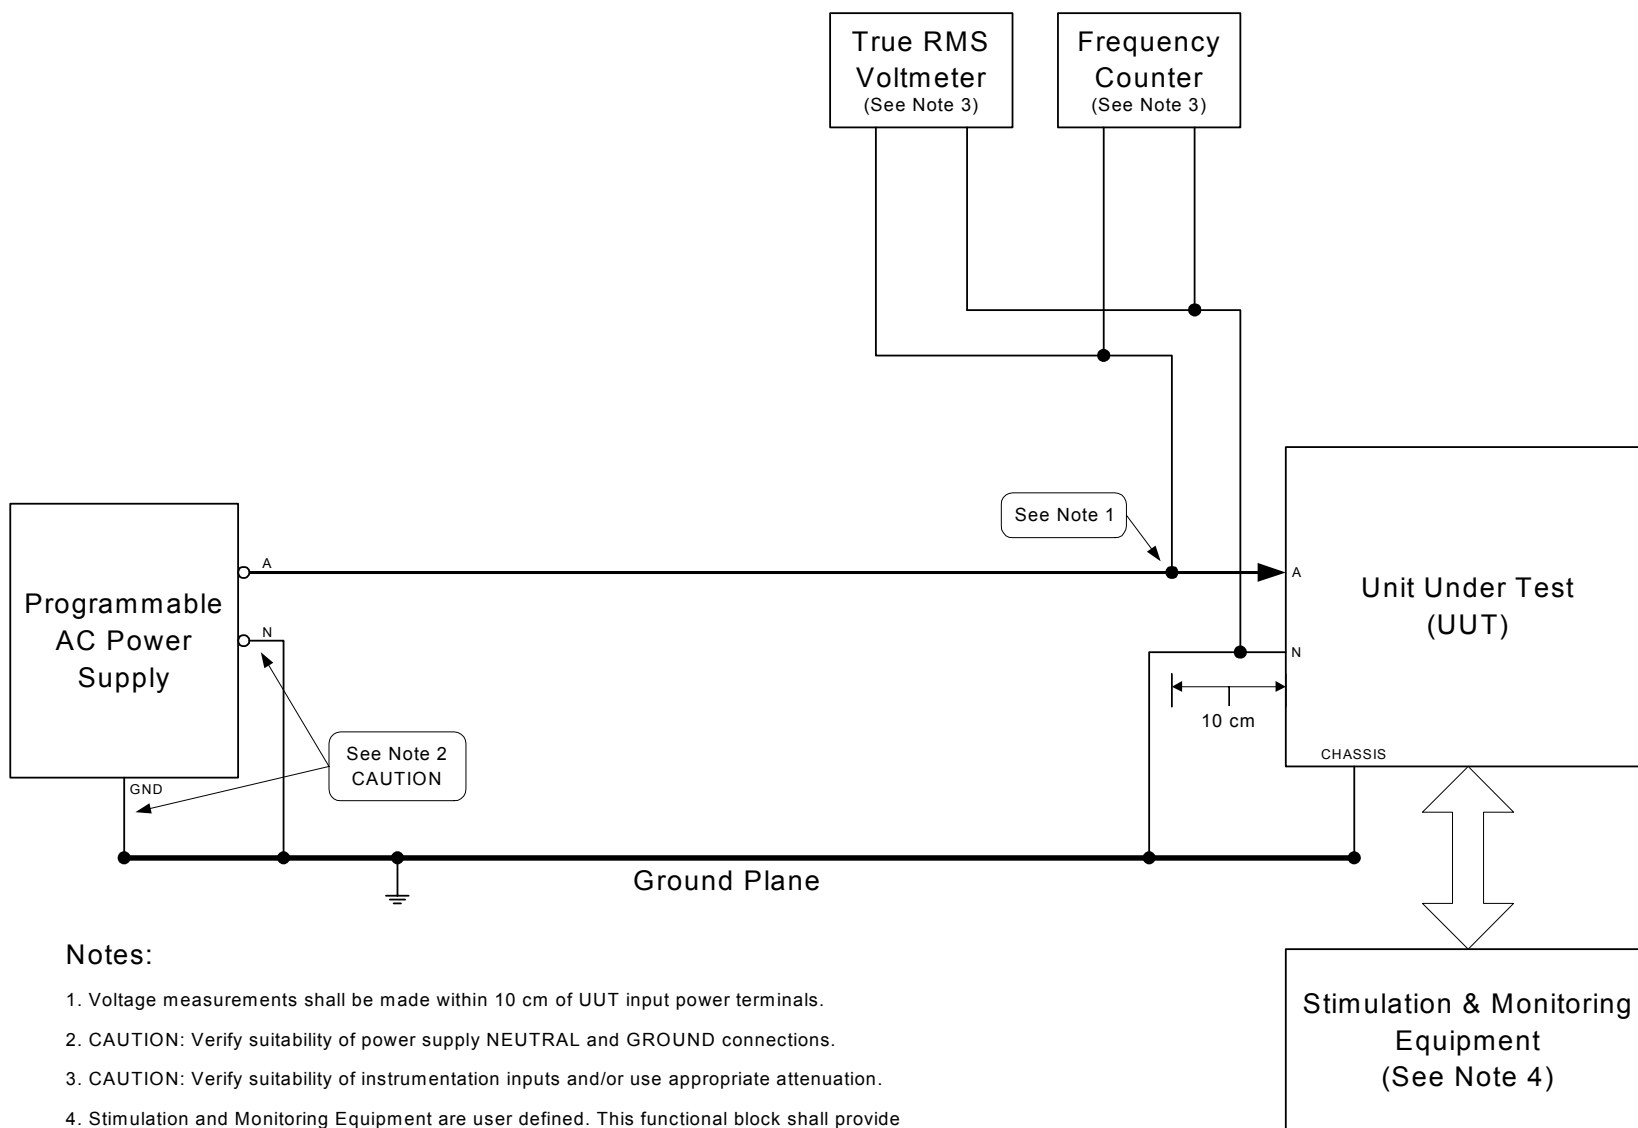 True RMS
Voltmeter
(See Note 3)
Frequency
Counter
(See Note 3)
See Note 1
Programmable
AC Power
Supply
A
N
GND
See Note 2
CAUTION
A
N
Unit Under Test
(UUT)
10 cm
CHASSIS
Ground Plane
Notes:
1. Voltage measurements shall be made within 10 cm of UUT input power terminals.
2. CAUTION: Verify suitability of power supply NEUTRAL and GROUND connections.
3. CAUTION: Verify suitability of instrumentation inputs and/or use appropriate attenuation.
4. Stimulation and Monitoring Equipment are user defined. This functional block shall provide
Stimulation & Monitoring
Equipment
(See Note 4)